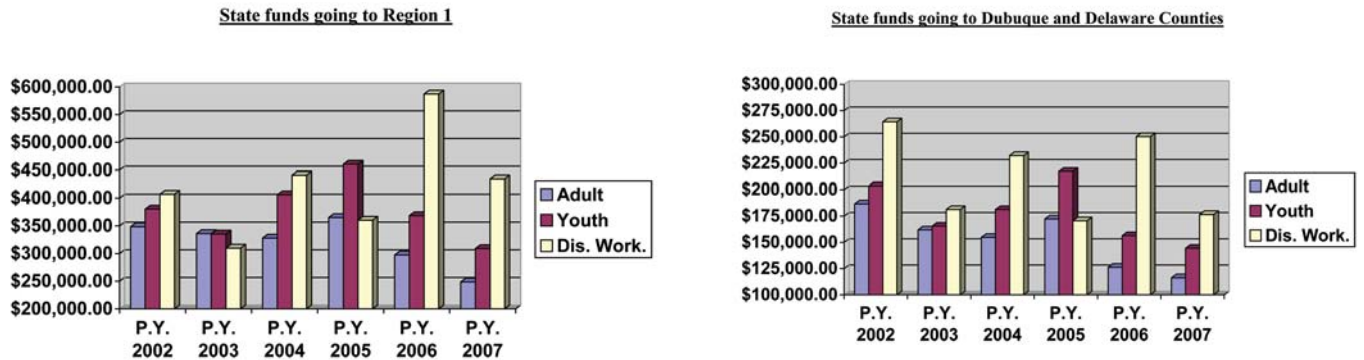 State funds going to Region 1
$600,000.00
$550,000.00
$500,000.00
$450,000.00
$400,000.00
$350,000.00
$300,000.00
$250,000.00
$200,000.00
P.Y. P.Y. P.Y. P.Y. P.Y. P.Y.
2002 2003 2004 2005 2006 2007
Adult
Youth
Dis. Work.
State funds going to Dubuque and Delaware Counties
$300,000.00
$275,000.00
$250,000.00
$225,000.00
$200,000.00
$175,000.00
$150,000.00
$125,000.00
$100,000.00
P.Y. P.Y. P.Y. P.Y. P.Y. P.Y.
2002 2003 2004 2005 2006 2007
Adult
Youth
Dis. Work.